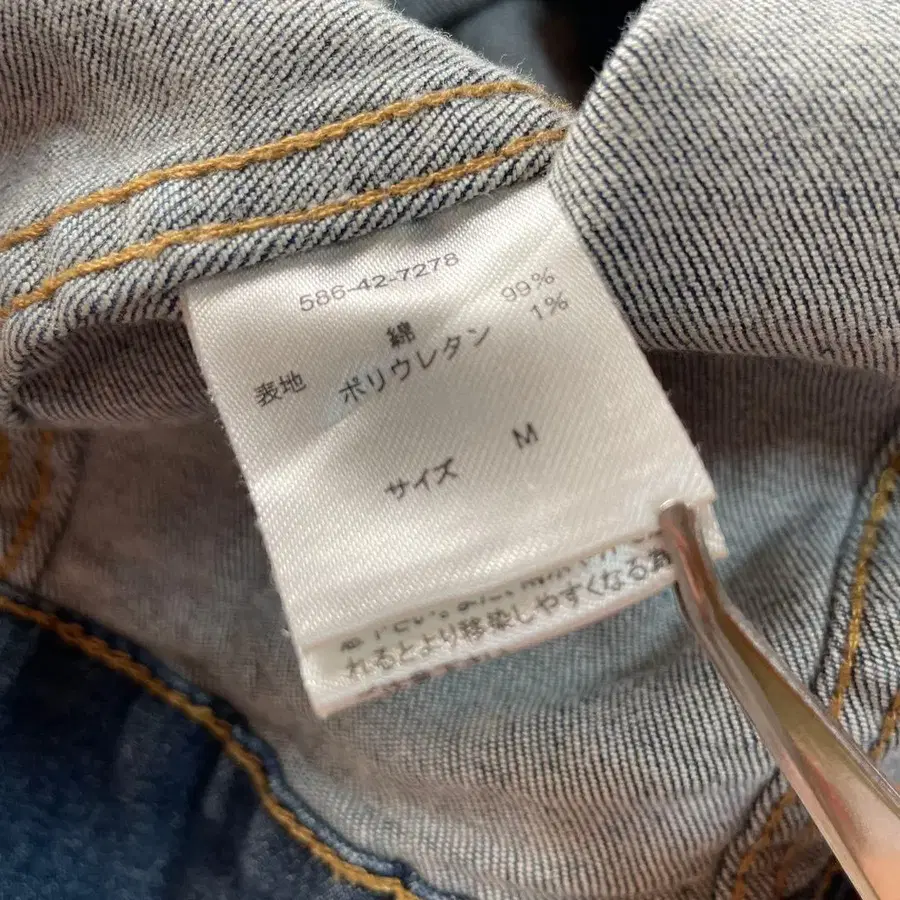 586-42-7278
綿 99%
表地 ポリウレタン 1%
サイズ M
れるとより移染しやすくなる為